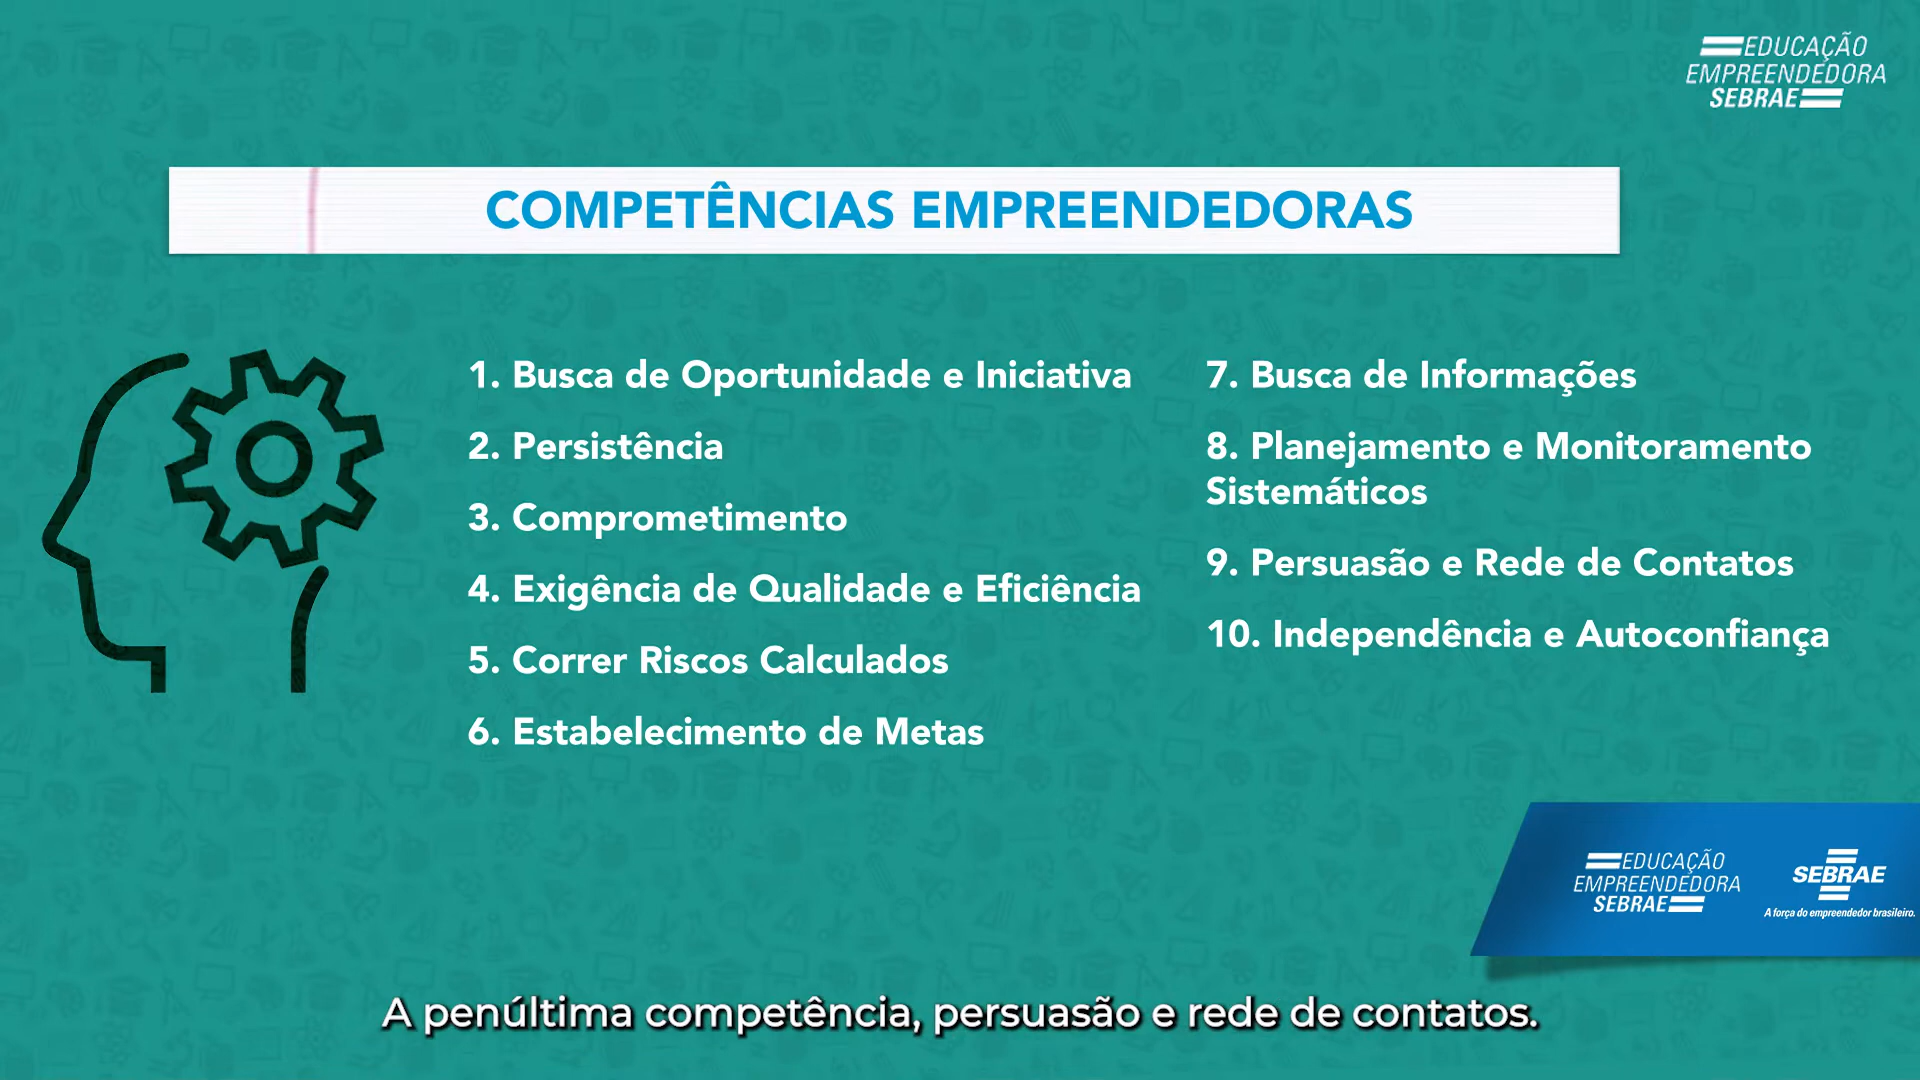 EDUCAÇÃO
EMPREENDEDORA
SEBRAE
COMPETÊNCIAS EMPREENDEDORAS
1. Busca de Oportunidade e Iniciativa
2. Persistência
3. Comprometimento
4. Exigência de Qualidade e Eficiência
5. Correr Riscos Calculados
6. Estabelecimento de Metas
7. Busca de Informações
8. Planejamento e Monitoramento
Sistemáticos
9. Persuasão e Rede de Contatos
10. Independência e Autoconfiança
EDUCAÇÃO
EMPREENDEDORA
SEBRAE
SEBRAE
A força do empreendedor brasileiro.
A penúltima competência, persuasão e rede de contatos.